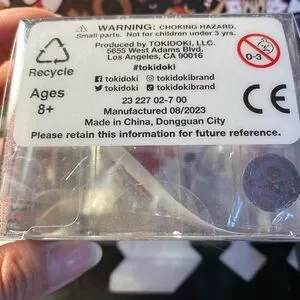 WARNING: CHOKING HAZARD.
Small parts. Not for children under 3 yrs.
Produced by TOKIDOKI, LLC.
5655 West Adams Blvd.
Los Angeles, CA 90016
#tokidoki
tokidoki tokidokibrand
tokidoki tokidokibrand
Recycle
Ages
8+
0-3
CE
23 227 02-7 00
Manufactured 08/2023
Made in China, Dongguan City
Please retain this information for future reference.